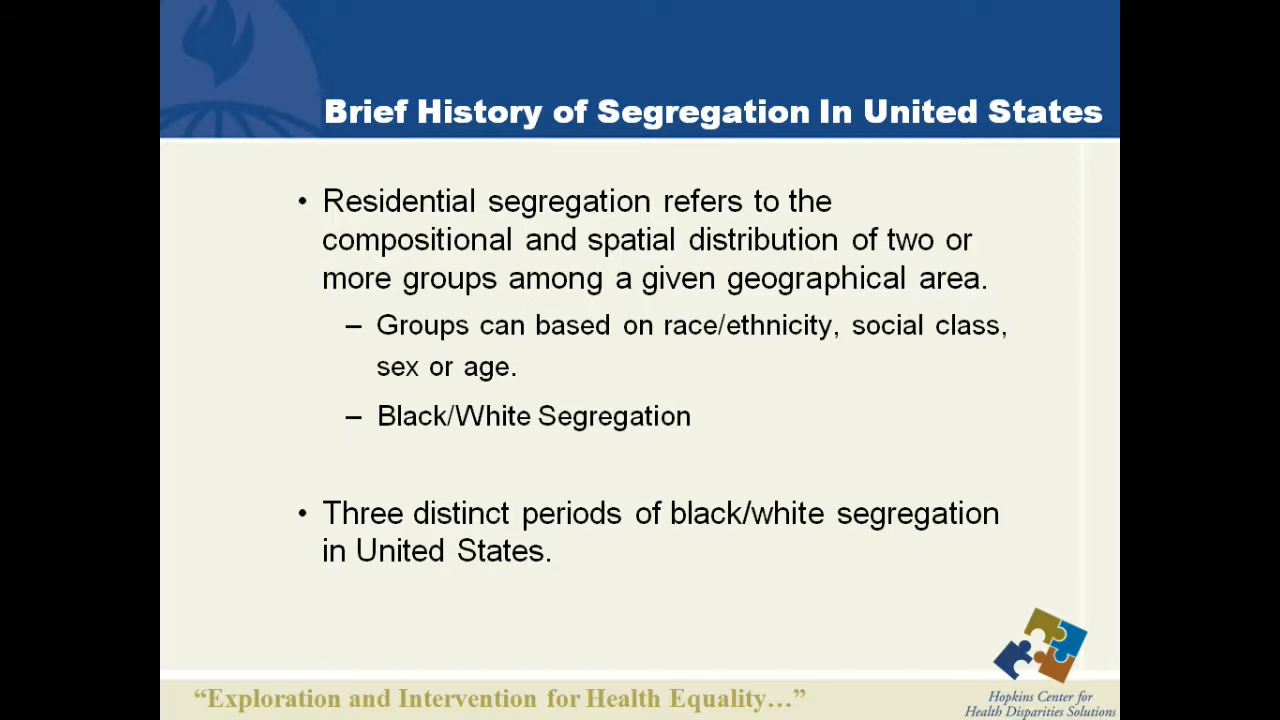 Brief History of Segregation In United States
• Residential segregation refers to the
compositional and spatial distribution of two or
more groups among a given geographical area.
– Groups can based on race/ethnicity, social class,
sex or age.
– Black/White Segregation
• Three distinct periods of black/white segregation
in United States.
“Exploration and Intervention for Health Equality…”
Hopkins Center for
Health Disparities Solutions